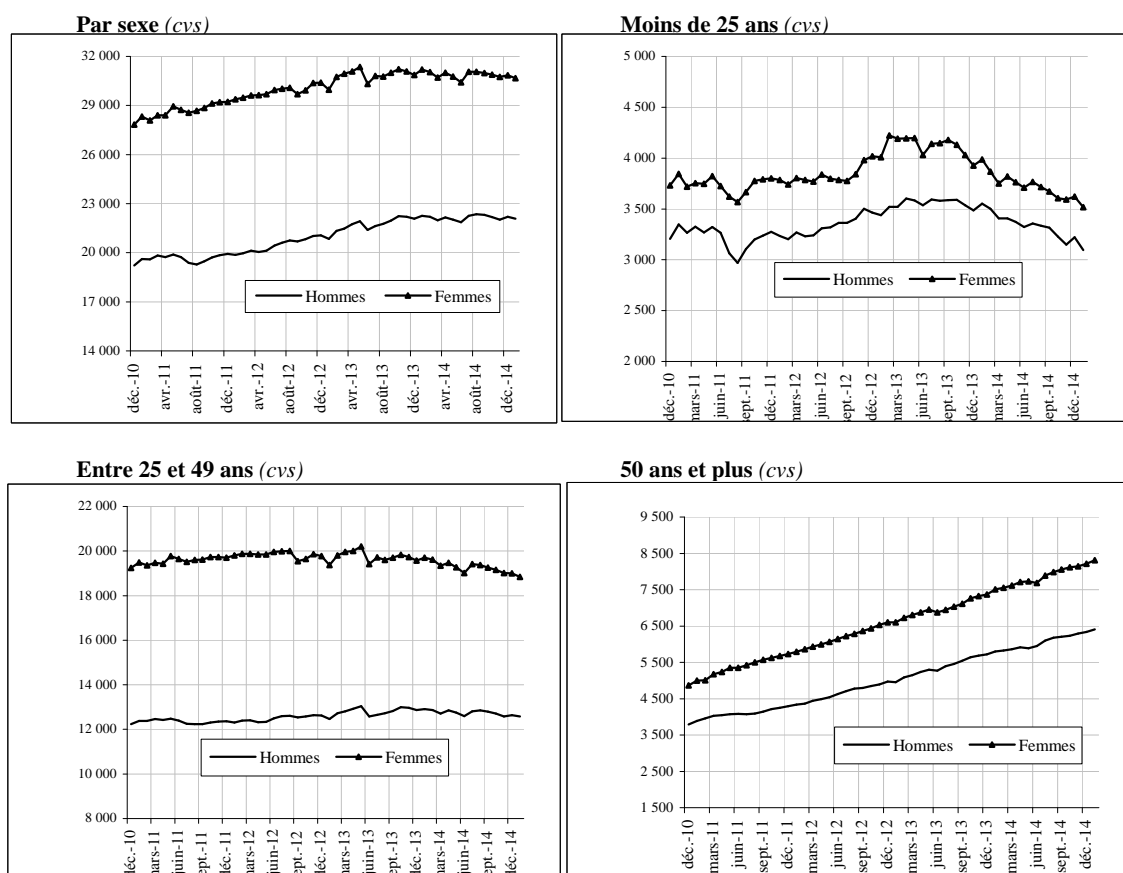 Par sexe (cvs)
32 000
29 000
26 000
23 000
20 000
17 000
14 000
Hommes Femmes
déc.-10 avr.-11 août-11 déc.-11 avr.-12 août-12 déc.-12 avr.-13 août-13 déc.-13 avr.-14 août-14 déc.-14
Moins de 25 ans (cvs)
5 000
4 500
4 000
3 500
3 000
2 500
2 000
Hommes Femmes
déc.-10 mars-11 juin-11 sept.-11 déc.-11 mars-12 juin-12 sept.-12 déc.-12 mars-13 juin-13 sept.-13 déc.-13 mars-14 juin-14 sept.-14 déc.-14
Entre 25 et 49 ans (cvs)
22 000
20 000
18 000
16 000
14 000
12 000
10 000
8 000
Hommes Femmes
déc.-10 mars-11 juin-11 sept.-11 déc.-11 mars-12 juin-12 sept.-12 déc.-12 mars-13 juin-13 sept.-13 déc.-13 mars-14 juin-14 sept.-14 déc.-14
50 ans et plus (cvs)
9 500
8 500
7 500
6 500
5 500
4 500
3 500
2 500
1 500
Hommes Femmes
déc.-10 mars-11 juin-11 sept.-11 déc.-11 mars-12 juin-12 sept.-12 déc.-12 mars-13 juin-13 sept.-13 déc.-13 mars-14 juin-14 sept.-14 déc.-14